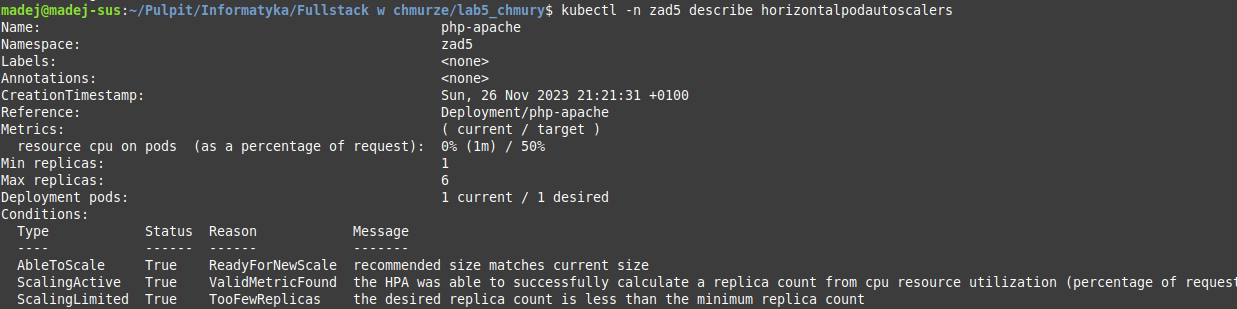 madej@madej-sus:~/Pulpit/Informatyka/Fullstack w chmurze/lab5_chmury$ kubectl -n zad5 describe horizontalpodautoscalers
Name:                                                  php-apache
Namespace:                                             zad5
Labels:                                                <none>
Annotations:                                           <none>
CreationTimestamp:                                     Sun, 26 Nov 2023 21:21:31 +0100
Reference:                                             Deployment/php-apache
Metrics:                                               ( current / target )
  resource cpu on pods  (as a percentage of request):  0% (1m) / 50%
Min replicas:                                          1
Max replicas:                                          6
Deployment pods:                                       1 current / 1 desired
Conditions:
  Type            Status  Reason            Message
  ----            ------  ------            -------
  AbleToScale     True    ReadyForNewScale  recommended size matches current size
  ScalingActive   True    ValidMetricFound  the HPA was able to successfully calculate a replica count from cpu resource utilization (percentage of request
  ScalingLimited  True    TooFewReplicas    the desired replica count is less than the minimum replica count